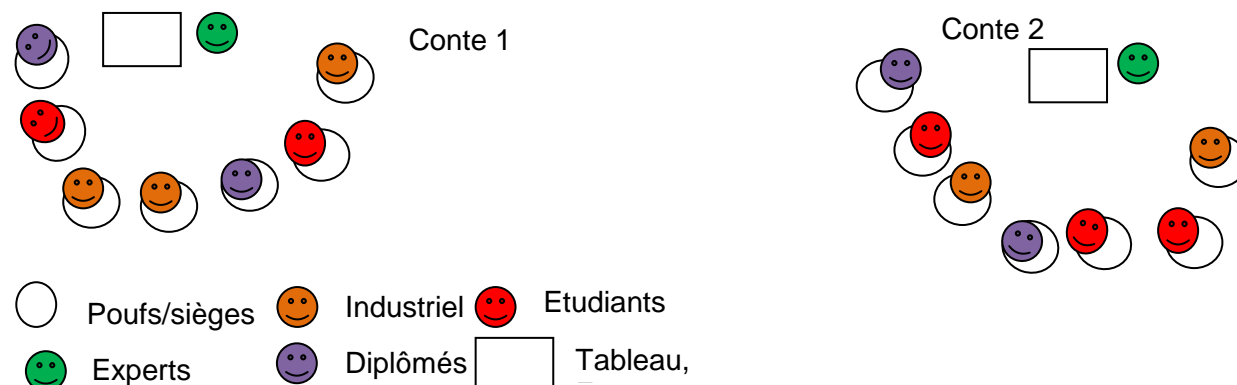 Conte 1
Conte 2
Poufs/sièges
Industriel
Etudiants
Experts
Diplômés
Tableau,